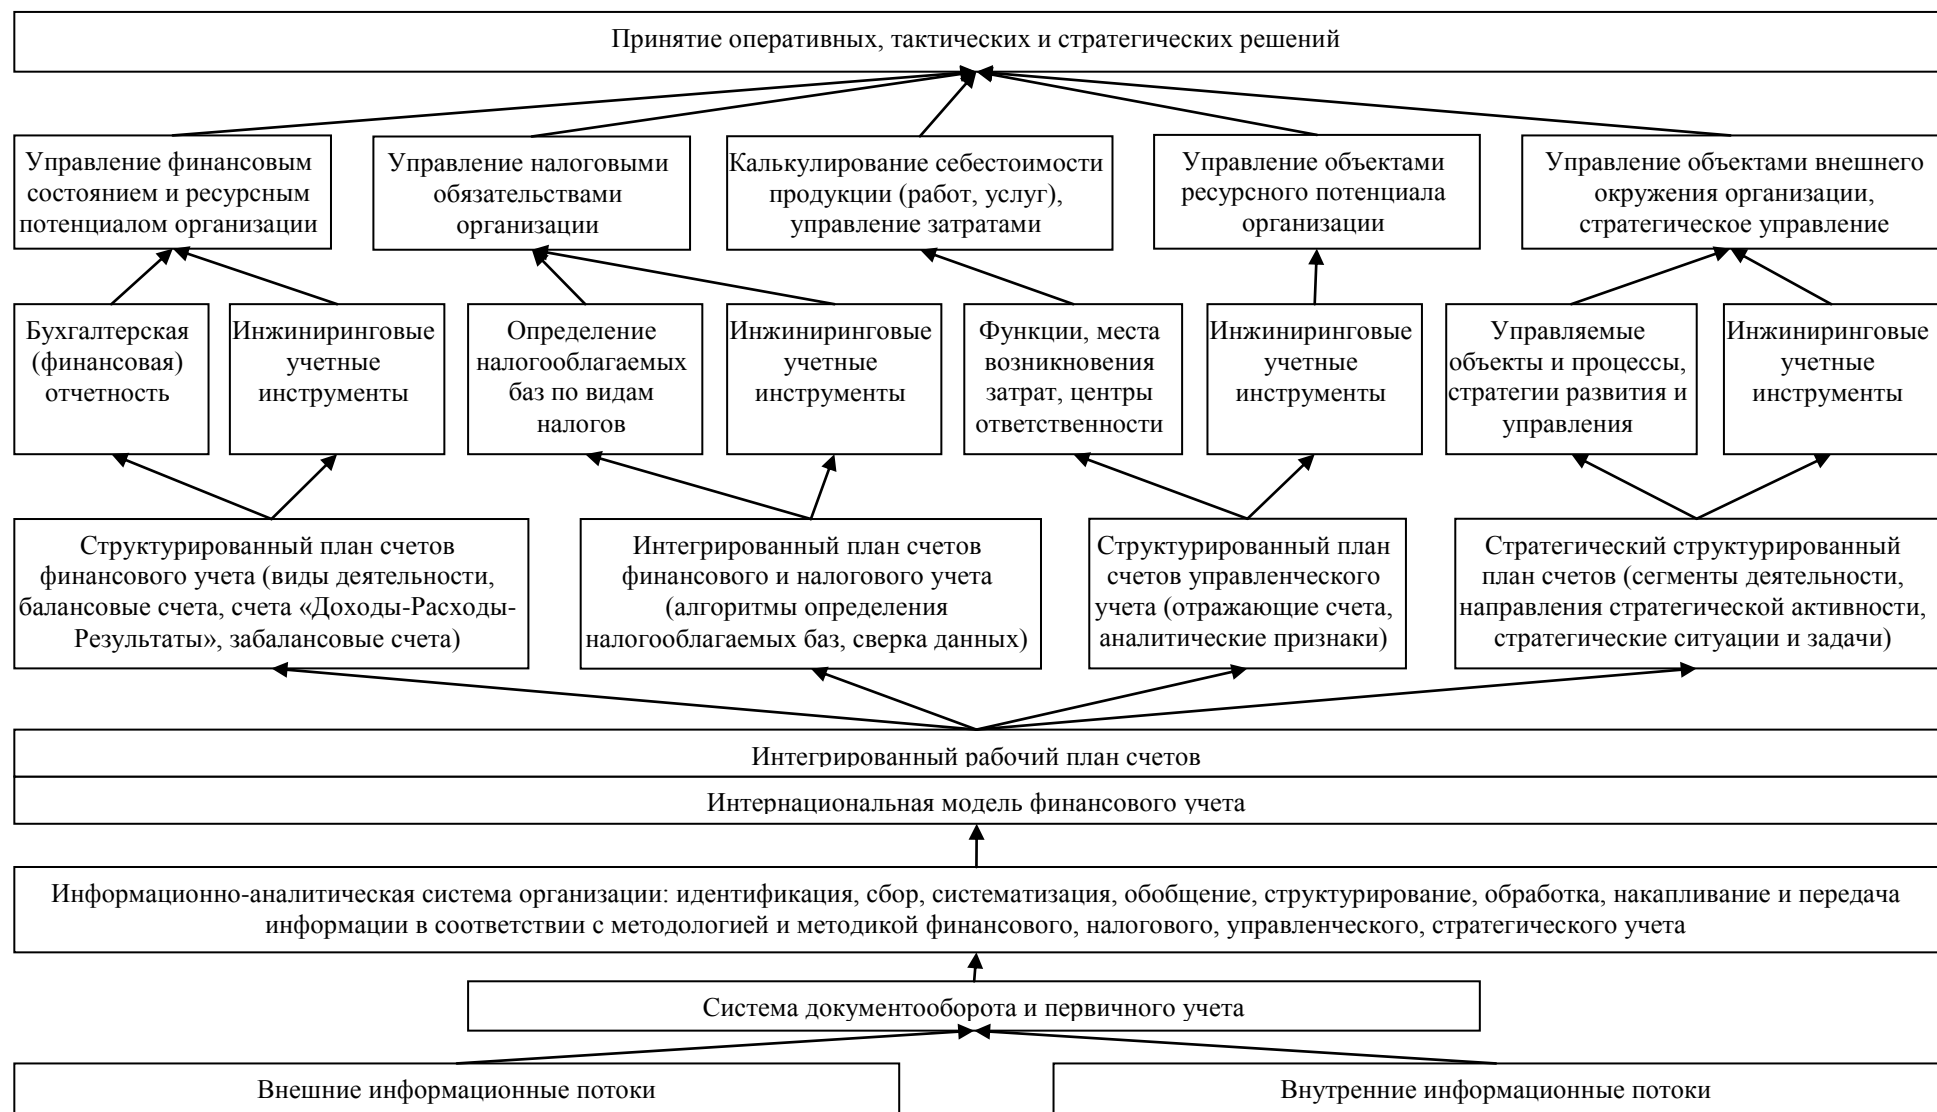 Принятие оперативных, тактических и стратегических решений
Управление финансовым
состоянием и ресурсным
потенциалом организации
Управление налоговыми
обязательствами
организации
Калькулирование себестоимости
продукции (работ, услуг),
управление затратами
Управление объектами
ресурсного потенциала
организации
Управление объектами внешнего
окружения организации,
стратегическое управление
Бухгалтерская
(финансовая)
отчетность
Инжиниринговые
учетные
инструменты
Определение
налогооблагаемых
баз по видам
налогов
Инжиниринговые
учетные
инструменты
Функции, места
возникновения
затрат, центры
ответственности
Инжиниринговые
учетные
инструменты
Управляемые
объекты и процессы,
стратегии развития и
управления
Инжиниринговые
учетные
инструменты
Структурированный план счетов
финансового учета (виды деятельности,
балансовые счета, счета «Доходы-Расходы-
Результаты», забалансовые счета)
Интегрированный план счетов
финансового и налогового учета
(алгоритмы определения
налогооблагаемых баз, сверка данных)
Структурированный план
счетов управленческого
учета (отражающие счета,
аналитические признаки)
Стратегический структурированный
план счетов (сегменты деятельности,
направления стратегической активности,
стратегические ситуации и задачи)
Интегрированный рабочий план счетов
Интернациональная модель финансового учета
Информационно-аналитическая система организации: идентификация, сбор, систематизация, обобщение, структурирование, обработка, накапливание и передача
информации в соответствии с методологией и методикой финансового, налогового, управленческого, стратегического учета
Система документооборота и первичного учета
Внешние информационные потоки
Внутренние информационные потоки